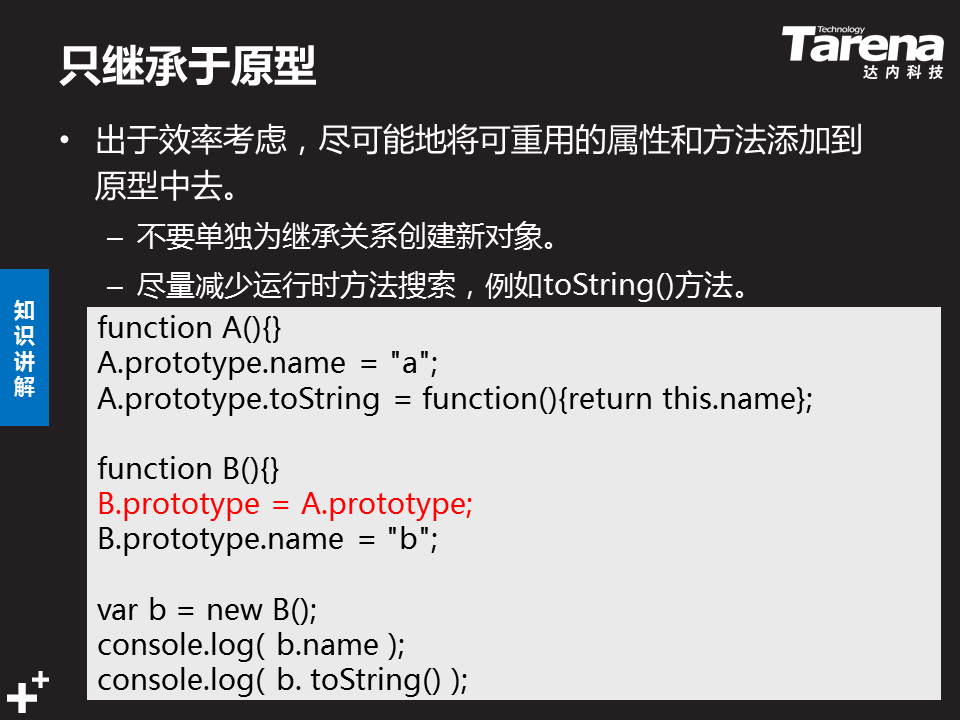 只继承于原型
Technology
Tarena
达内科技
• 出于效率考虑，尽可能地将可重用的属性和方法添加到
原型中去。
– 不要单独为继承关系创建新对象。
– 尽量减少运行时方法搜索，例如toString()方法。
知
识
讲
解
function A(){}
A.prototype.name = "a";
A.prototype.toString = function(){return this.name};
function B(){}
B.prototype = A.prototype;
B.prototype.name = "b";
var b = new B();
console.log( b.name );
console.log( b. toString() );